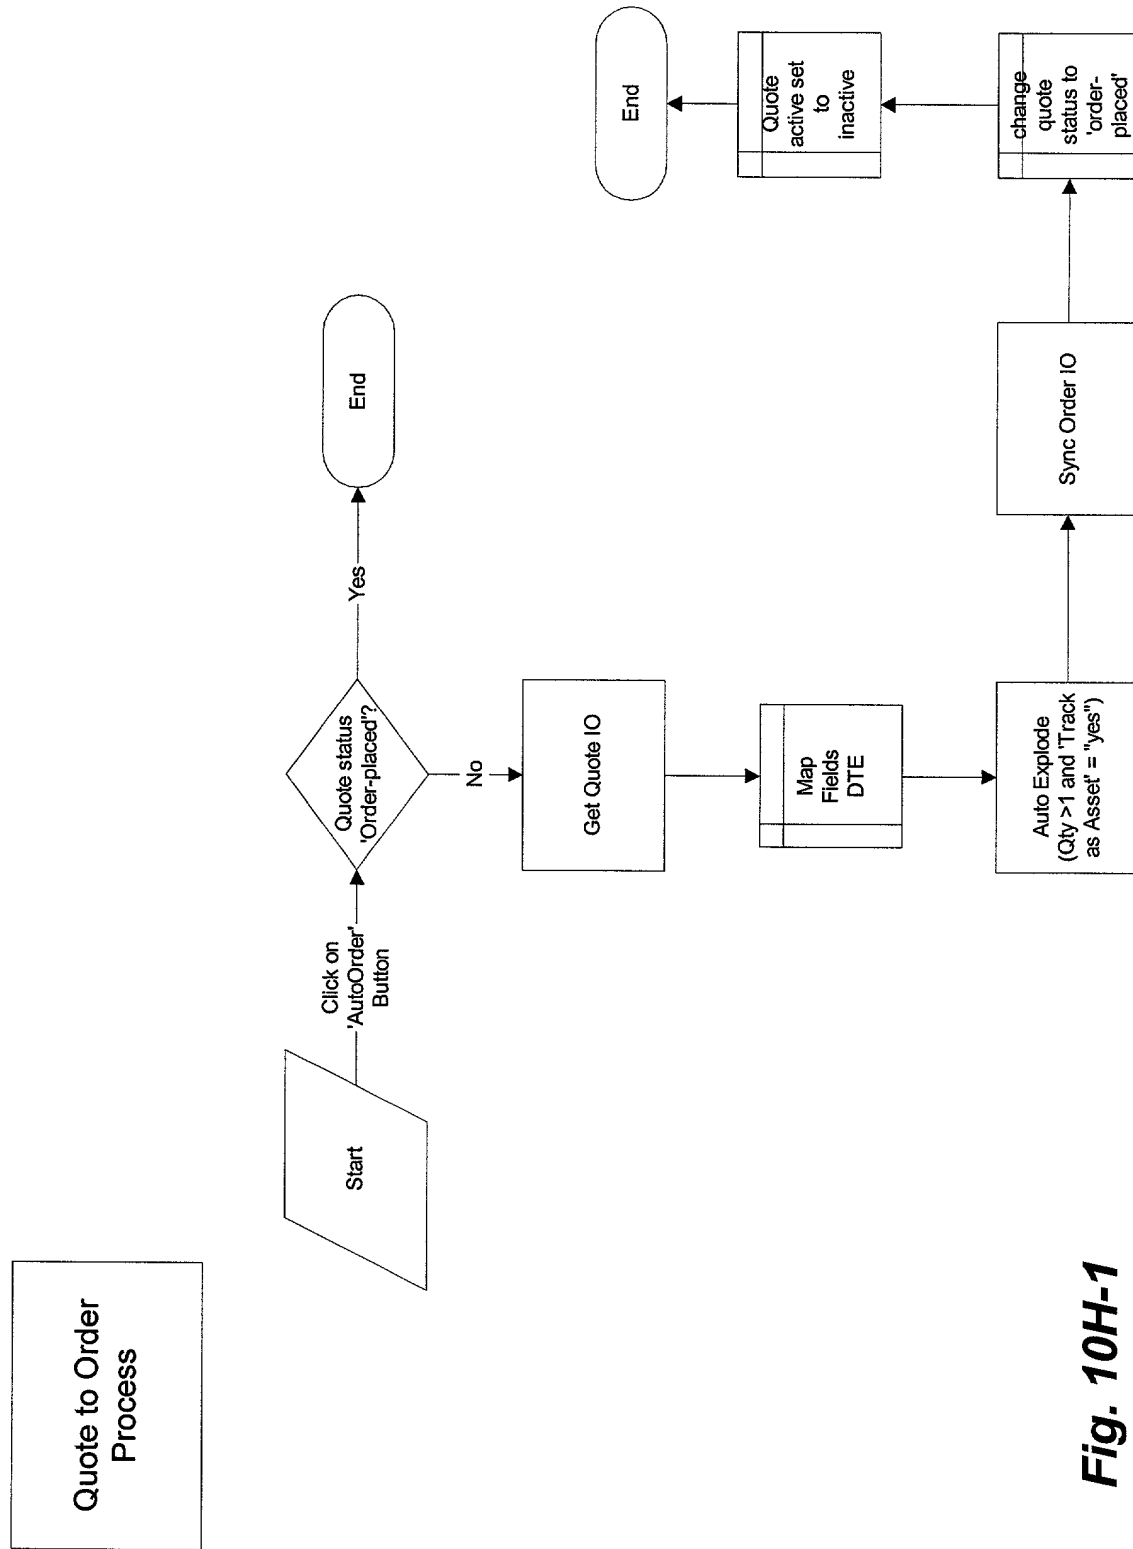 Quote to Order
Process
Start
Click on
'AutoOrder'
Button
Quote status
'Order-placed"?
Yes
End
No
Get Quote IO
Map
Fields
DTE
Auto Explode
(Qty >1 and 'Track
as Asset' = "yes")
Sync Order IO
change
quote
status to
'order-
placed'
Quote
active set
to
inactive
End
Fig. 10H-1